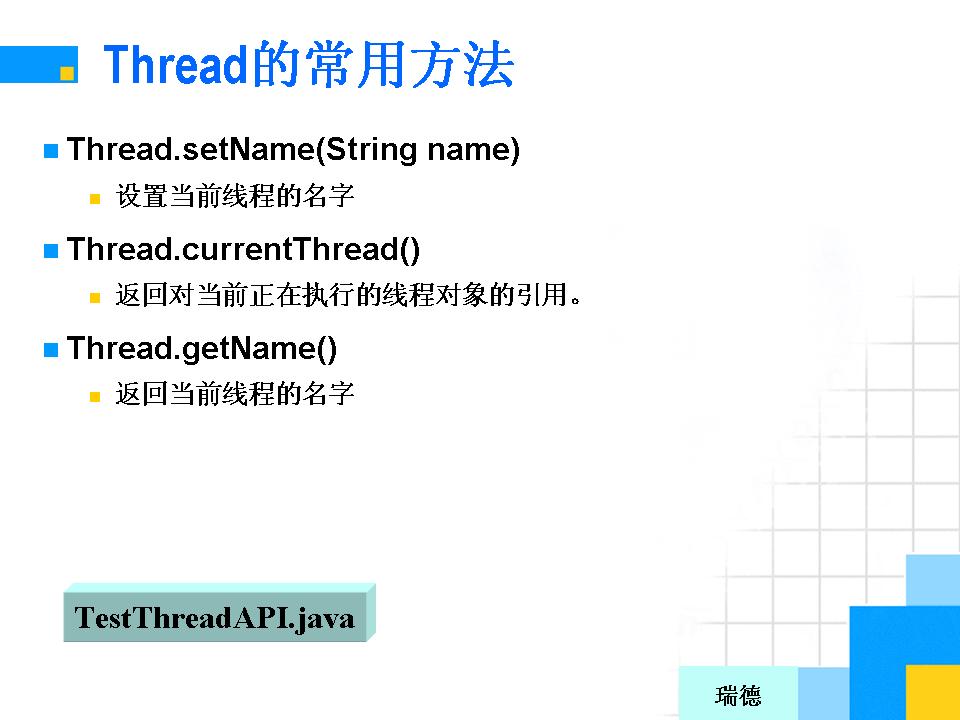 Thread的常用方法
Thread.setName(String name)
设置当前线程的名字
Thread.currentThread()
返回对当前正在执行的线程对象的引用。
Thread.getName()
返回当前线程的名字
TestThreadAPI.java
瑞德